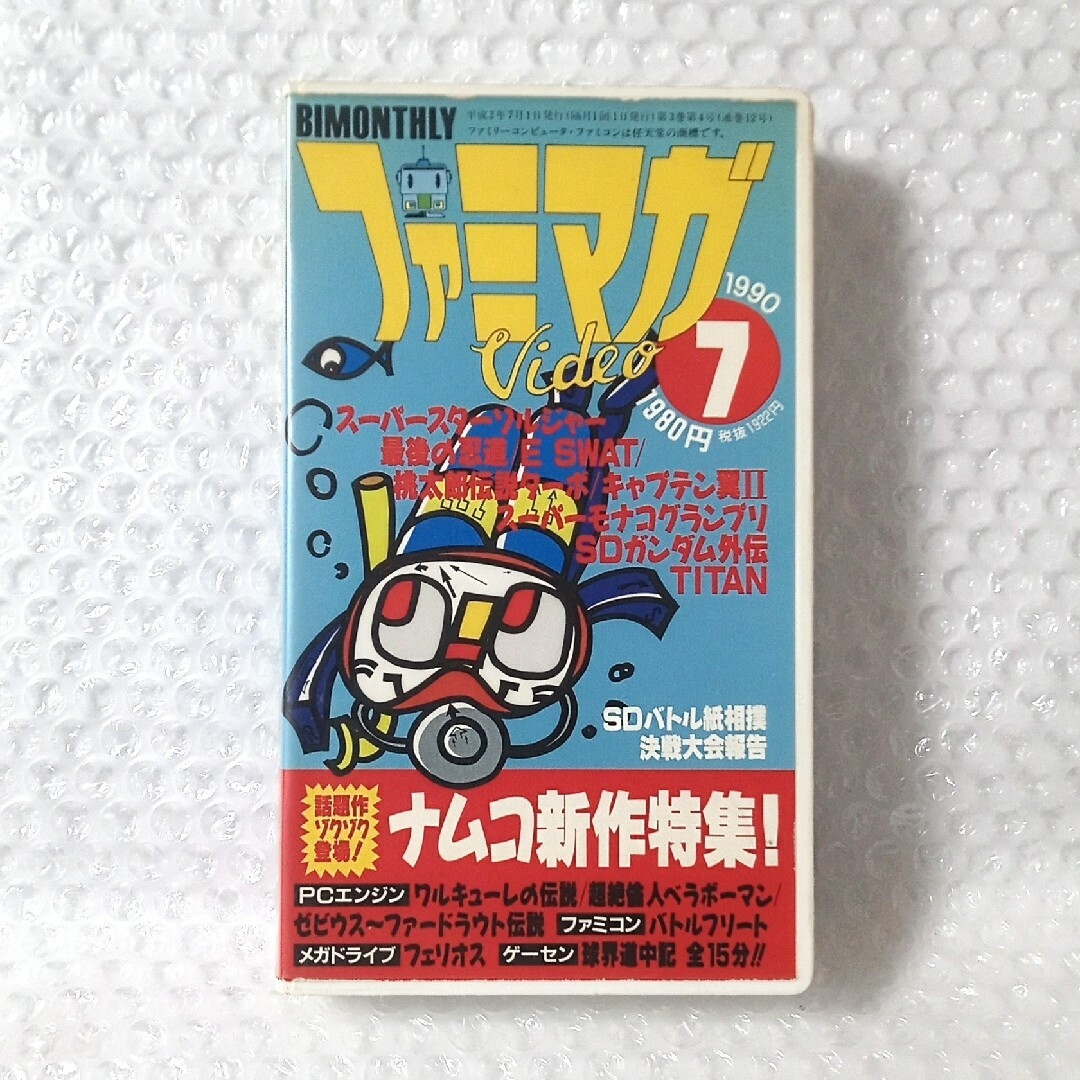 BIMONTHLY
平成2年7月1日発行(隔月1回1日発行)第3巻第4号(通巻12号)
ファミリーコンピュータ・ファミコンは任天堂の商標です。
ファミマガ
Video
1990
7
1980円 税抜1922円
スーパースターソルジャー
最後の忍道/E SWAT/
桃太郎伝説ターボ/キャプテン翼II
スーパーモナコグランプリ
SDガンダム外伝
TITAN
SDバトル紙相撲
決戦大会報告
話題作
ゾクゾク
登場!
ナムコ新作特集!
PCエンジン ワルキューレの伝説/超絶倫人ベラボーマン/
ゼビウス〜ファードラウト伝説 ファミコン バトルフリート
メガドライブ フェリオス ゲーセン 球界道中記 全15分!!